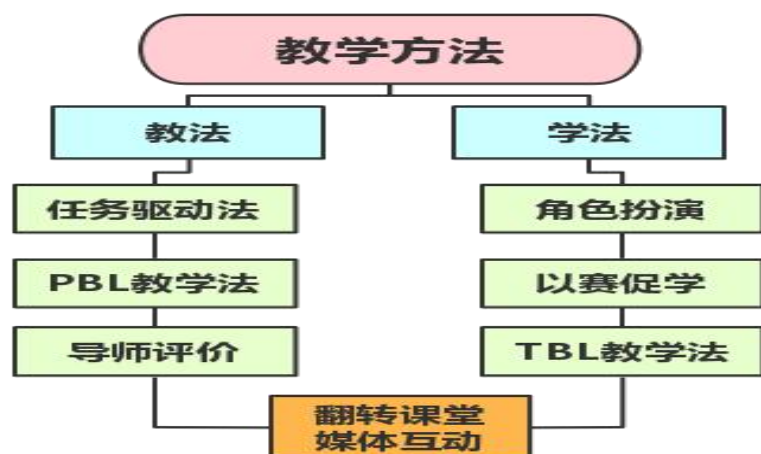 教学方法
教法
学法
任务驱动法
角色扮演
PBL教学法
以赛促学
导师评价
TBL教学法
翻转课堂
媒体互动